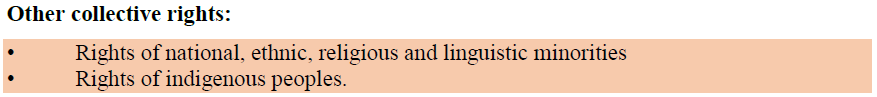 Other collective rights:
• Rights of national, ethnic, religious and linguistic minorities
• Rights of indigenous peoples.